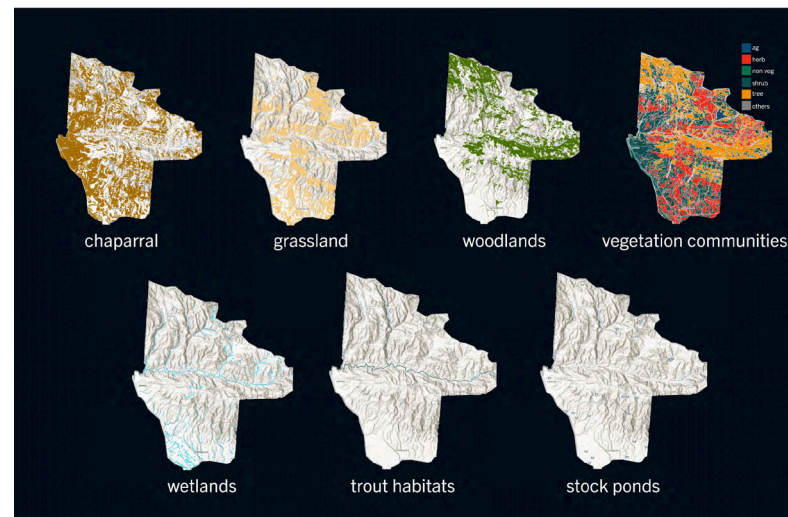 ag
herb
non veg
shrub
tree
others
chaparral
grassland
woodlands
vegetation communities
wetlands
trout habitats
stock ponds